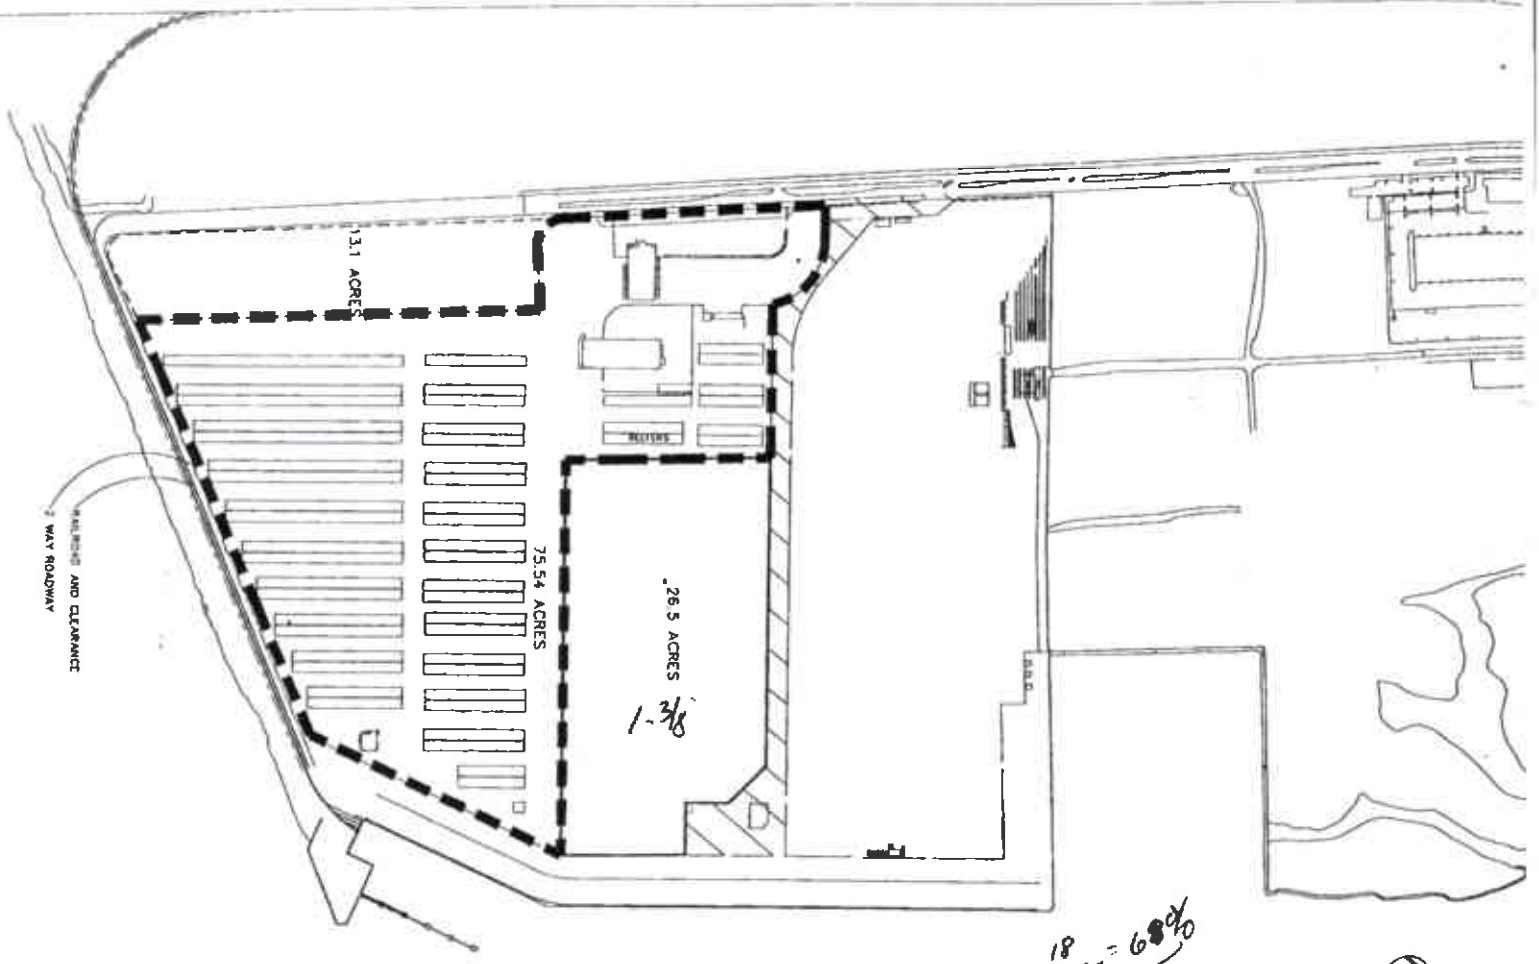 13.1 ACRES
75.54 ACRES
26.5 ACRES
1-3/8
RAILROAD AND CLEARANCE
2 WAY ROADWAY
18
= 68%